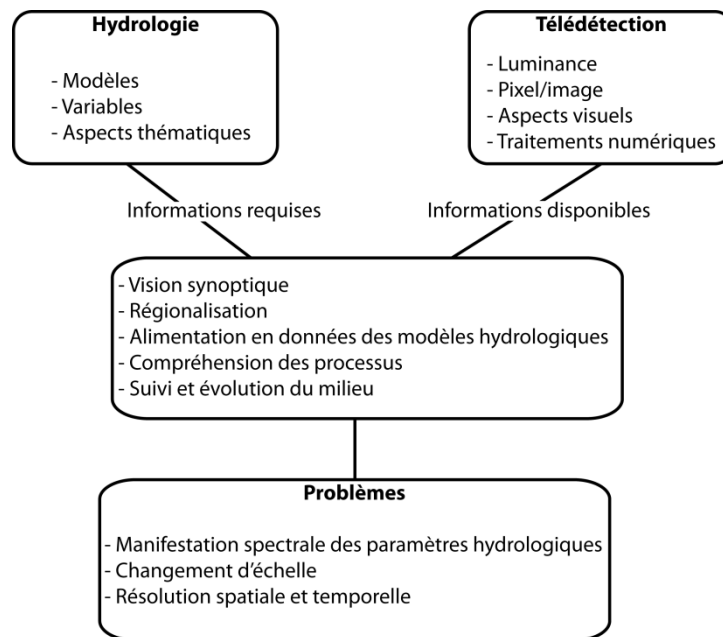 Hydrologie
- Modèles
- Variables
- Aspects thématiques
Télédétection
- Luminance
- Pixel/image
- Aspects visuels
- Traitements numériques
Informations requises
Informations disponibles
- Vision synoptique
- Régionalisation
- Alimentation en données des modèles hydrologiques
- Compréhension des processus
- Suivi et évolution du milieu
Problèmes
- Manifestation spectrale des paramètres hydrologiques
- Changement d’échelle
- Résolution spatiale et temporelle